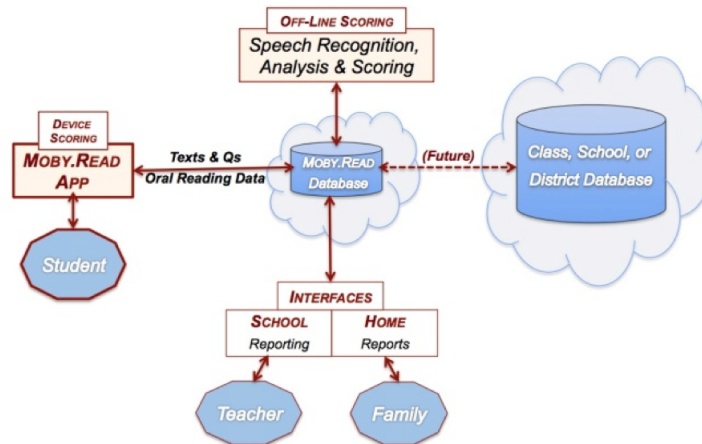 OFF-LINE SCORING
Speech Recognition,
Analysis & Scoring
DEVICE
SCORING
MOBY.READ
APP
Texts & Qs
Oral Reading Data
MOBY.READ
Database
(Future)
Class, School, or
District Database
Student
INTERFACES
SCHOOL
Reporting
HOME
Reports
Teacher
Family